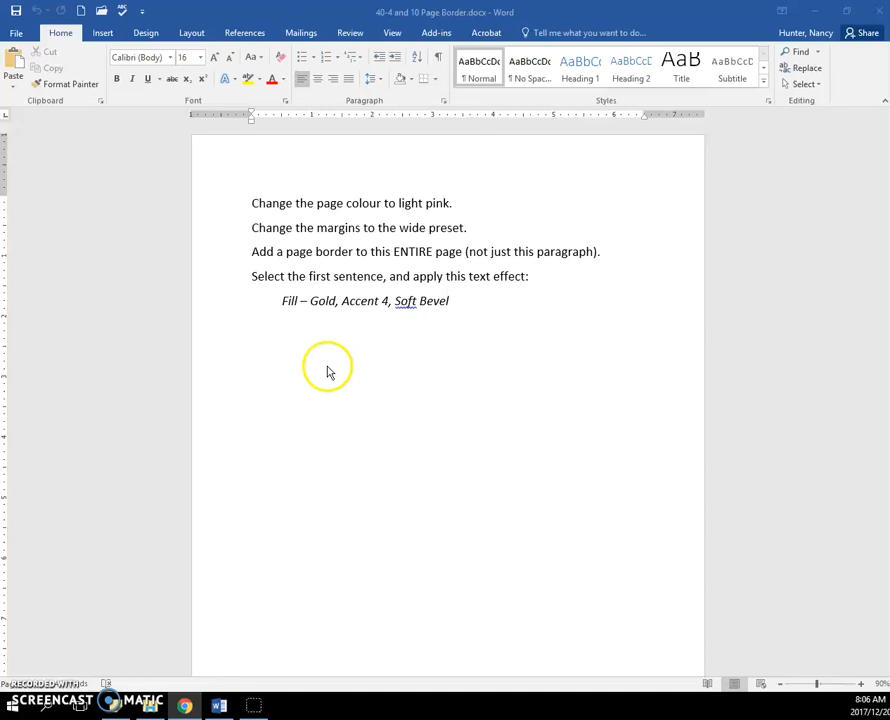 40-4 and 10 Page Border.docx - Word
Hunter, Nancy
Share
File Home Insert Design Layout References Mailings Review View Add-ins Acrobat Tell me what you want to do
Paste
Cut
Copy
Format Painter
Clipboard
Calibri (Body) 16
Font
Paragraph
AaBbCcDc AaBbCcDc AaBbCc AaBbCcD AaB AaBbCcD
¶ Normal ¶ No Spac... Heading 1 Heading 2 Title Subtitle
Styles
Find
Replace
Select
Editing
Change the page colour to light pink.
Change the margins to the wide preset.
Add a page border to this ENTIRE page (not just this paragraph).
Select the first sentence, and apply this text effect:
Fill – Gold, Accent 4, Soft Bevel
RECORDED WITH
SCREENCAST MATIC
90%
8:06 AM
2017/12/20